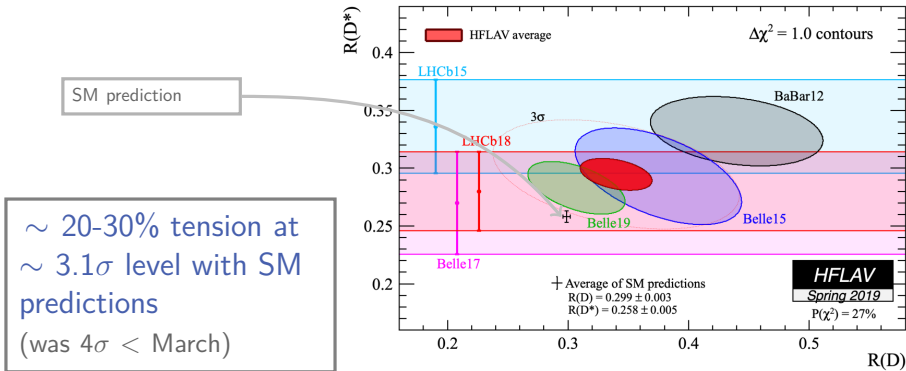 R(D*)
0.4
0.3
0.25
0.2
HFLAV average
Δχ² = 1.0 contours
LHCb15
BaBar12
SM prediction
3σ
LHCb18
Belle19
Belle15
Belle17
∼ 20-30% tension at
∼ 3.1σ level with SM
predictions
(was 4σ < March)
Average of SM predictions
R(D) = 0.299 ± 0.003
R(D*) = 0.258 ± 0.005
HFLAV
Spring 2019
P(χ²) = 27%
0.2 0.3 0.4 0.5
R(D)